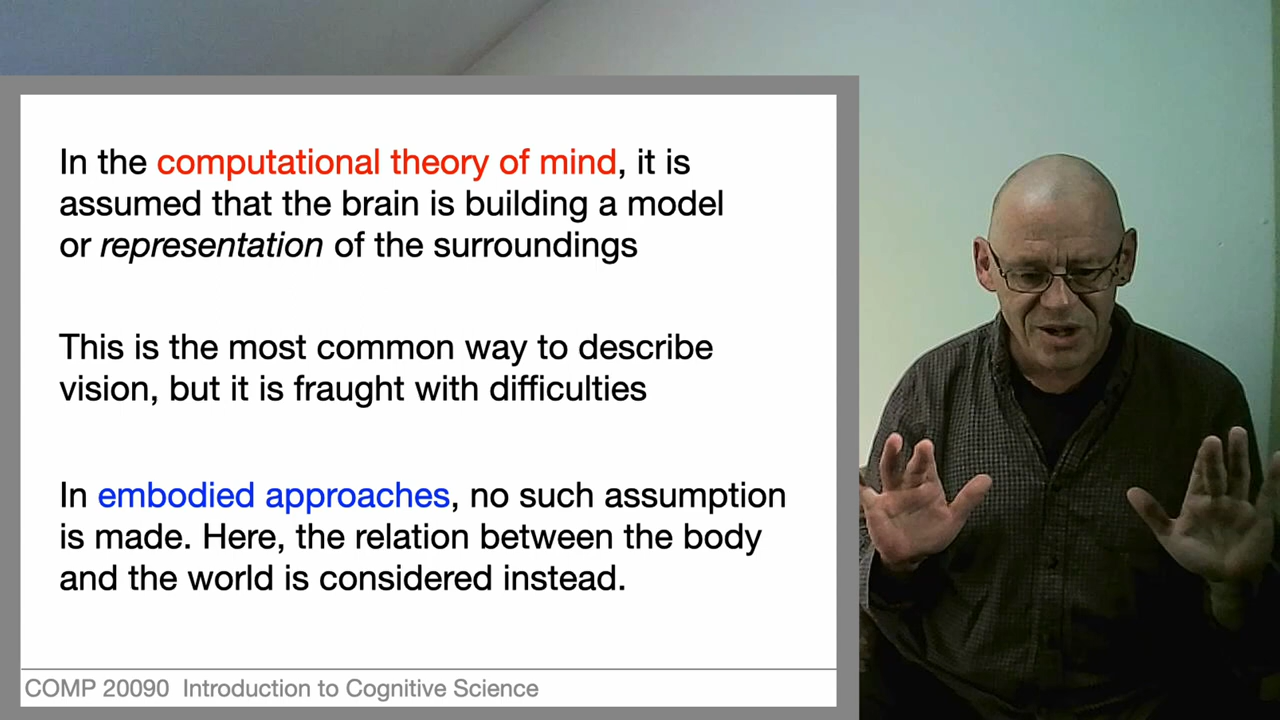 In the computational theory of mind, it is
assumed that the brain is building a model
or representation of the surroundings
This is the most common way to describe
vision, but it is fraught with difficulties
In embodied approaches, no such assumption
is made. Here, the relation between the body
and the world is considered instead.
COMP 20090 Introduction to Cognitive Science